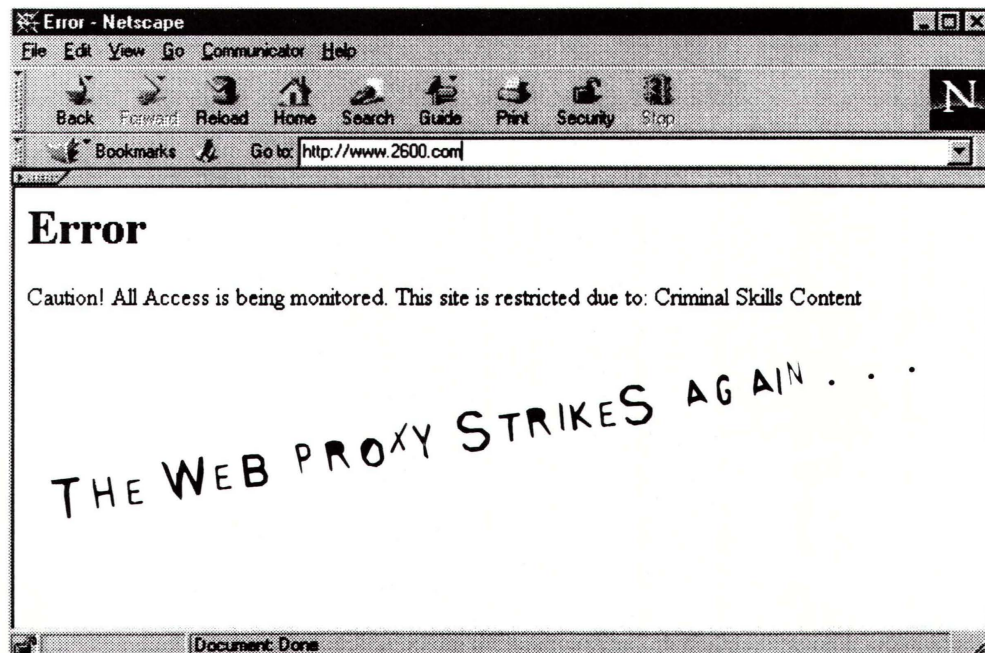 Error - Netscape
File Edit View Go Communicator Help
Back Forward Reload Home Search Guide Print Security Stop
N
Bookmarks Go to: http://www.2600.com
Error
Caution! All Access is being monitored. This site is restricted due to: Criminal Skills Content
THE WEB PROXY STRIKES AGAIN . . .
Document: Done